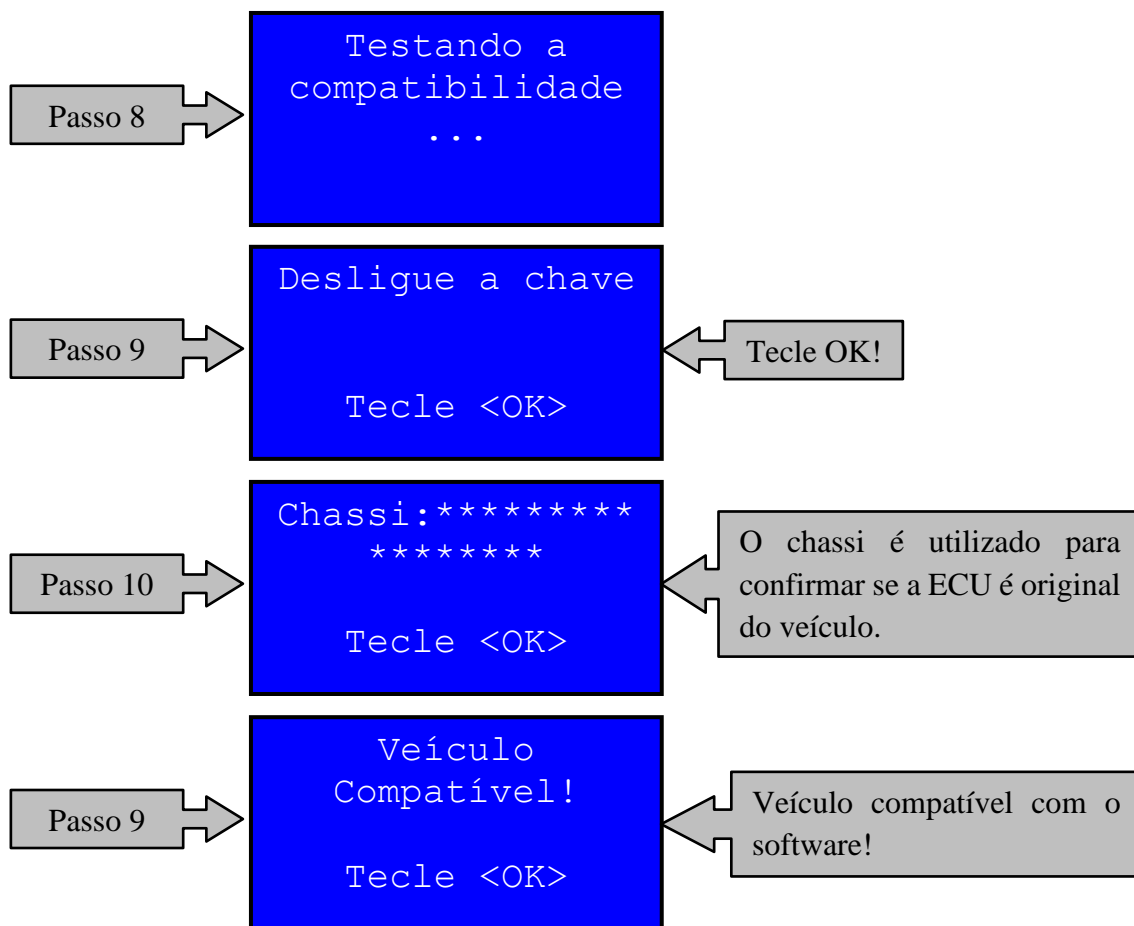 Passo 8
Testando a
compatibilidade
...
Passo 9
Desligue a chave
Tecle <OK>
Tecle OK!
Passo 10
Chassi:*********
********
Tecle <OK>
O chassi é utilizado para
confirmar se a ECU é original
do veículo.
Passo 9
Veículo
Compatível!
Tecle <OK>
Veículo compatível com o
software!